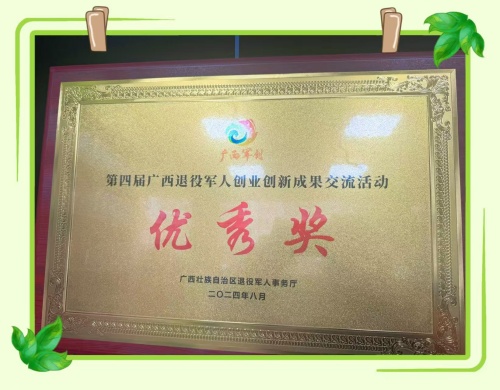 广西军创
第四届广西退役军人创业创新成果交流活动
优秀奖
广西壮族自治区退役军人事务厅
二〇二四年八月